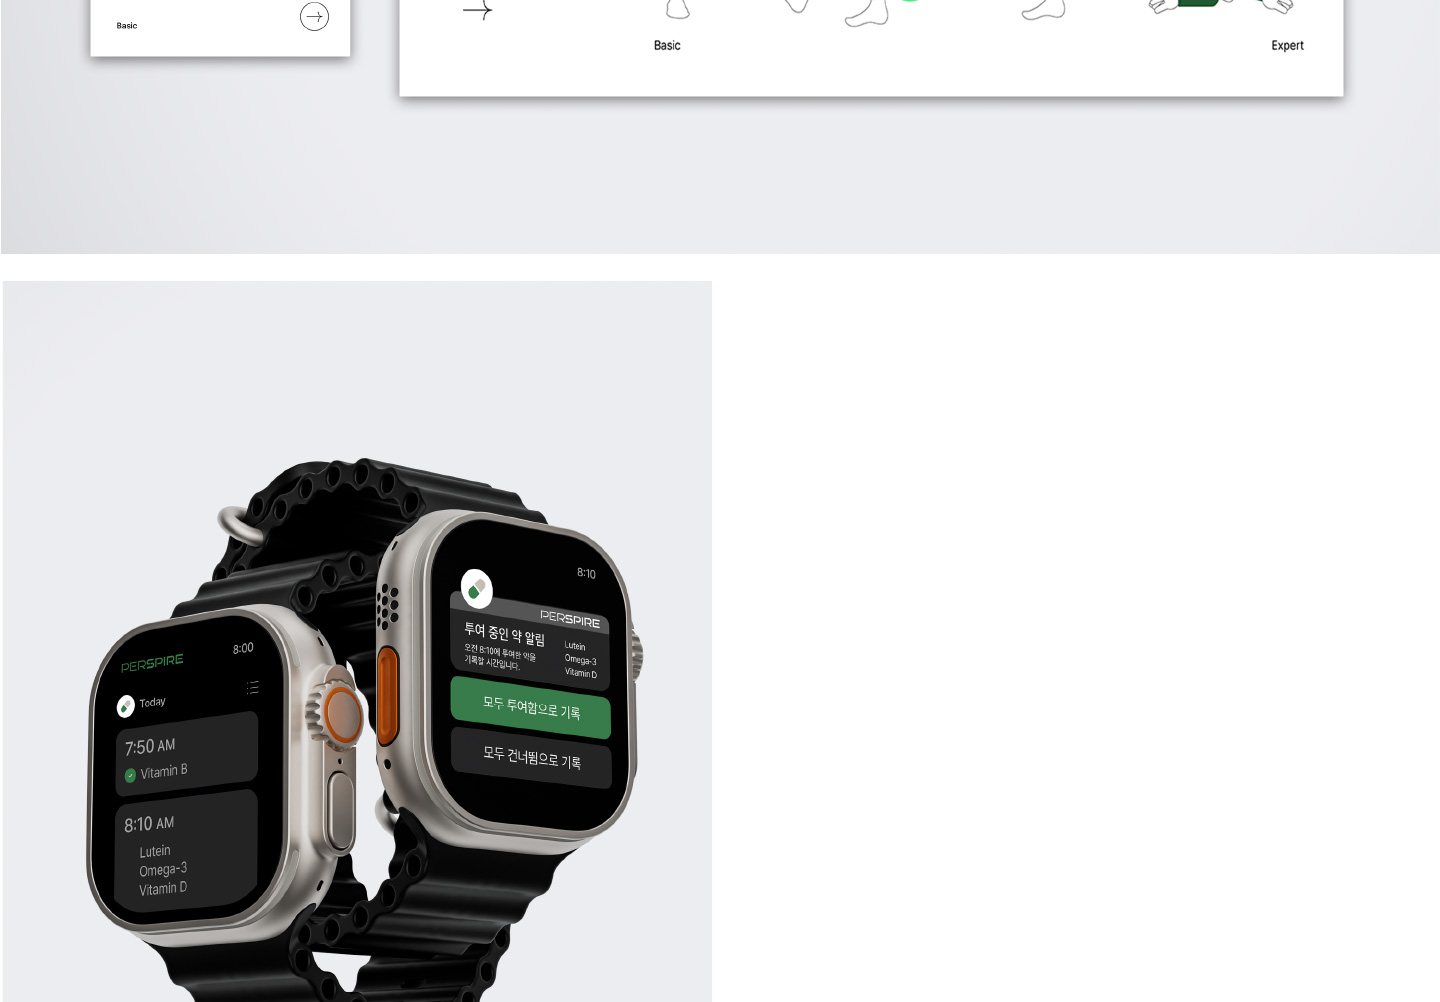 Basic
Basic
Expert
PERSPIRE
8:00
Today
7:50 AM
Vitamin B
8:10 AM
Lutein
Omega-3
Vitamin D
8:10
PERSPIRE
투여 중인 약 알림
오전 8:10에 투여한 약을
기록할 시간입니다.
Lutein
Omega-3
Vitamin D
모두 투여함으로 기록
모두 건너뜀으로 기록